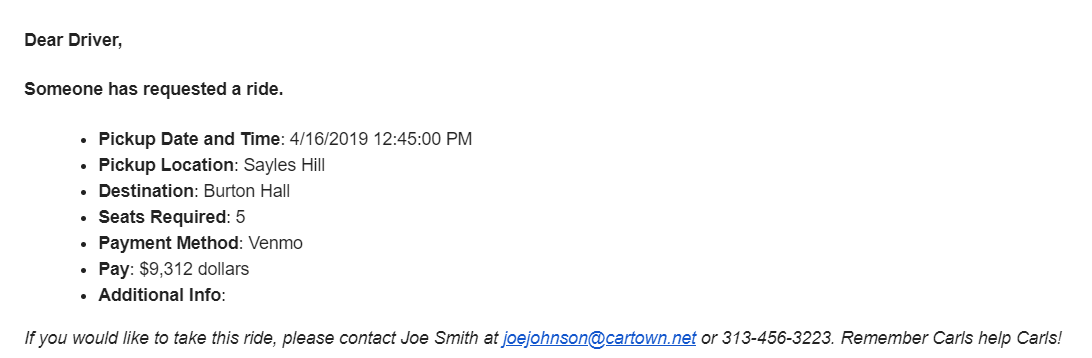 Dear Driver,
Someone has requested a ride.
• Pickup Date and Time: 4/16/2019 12:45:00 PM
• Pickup Location: Sayles Hill
• Destination: Burton Hall
• Seats Required: 5
• Payment Method: Venmo
• Pay: $9,312 dollars
• Additional Info:
If you would like to take this ride, please contact Joe Smith at joejohnson@cartown.net or 313-456-3223. Remember Carls help Carls!